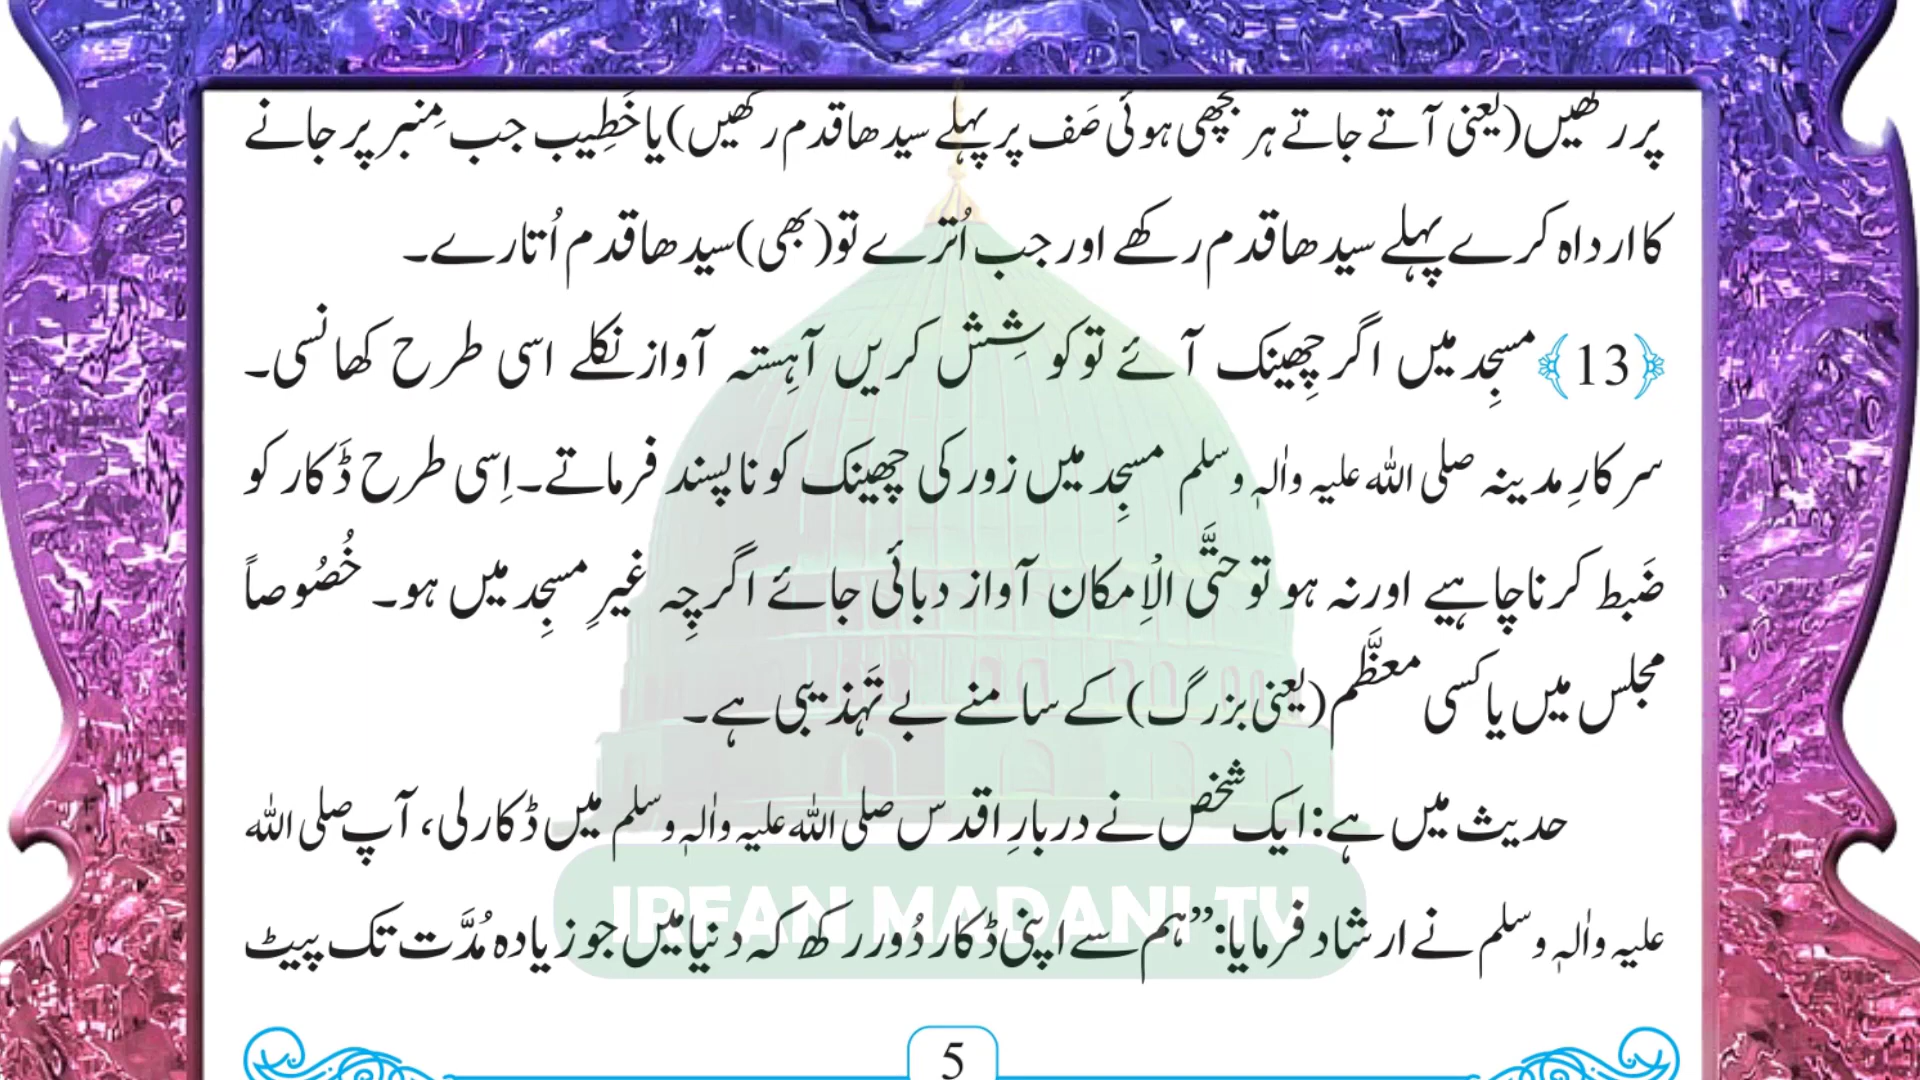 پر رکھیں (یعنی آتے جاتے ہر بچھی ہوئی صَف پر پہلے سیدھا قدم رکھیں) یا خَطِیب جب مِنبر پر جانے
کا ارداہ کرے پہلے سیدھا قدم رکھے اور جب اُترے تو (بھی) سیدھا قدم اُتارے۔
﴿13﴾ مسجِد میں اگر چِھینک آئے تو کوشِش کریں آہِستہ آواز نکلے اسی طرح کھانسی۔
سرکارِ مدینہ صلی اللہ علیہ واٰلہٖ وسلم مسجِد میں زور کی چھینک کو ناپسند فرماتے۔ اِسی طرح ڈَکار کو
ضَبط کرنا چاہیے اور نہ ہو تو حتَّی الْاِمکان آواز دبائی جائے اگرچِہ غیرِ مسجِد میں ہو۔ خُصُوصاً
مجلس میں یا کسی معظَّم (یعنی بزرگ) کے سامنے بے تَہذیبی ہے۔
حدیث میں ہے: ایک شخص نے دربارِ اقدس صلی اللہ علیہ واٰلہٖ وسلم میں ڈکار لی، آپ صلی اللہ
علیہ واٰلہٖ وسلم نے ارشاد فرمایا: ”ہم سے اپنی ڈکار دُور رکھ کہ دنیا میں جو زیادہ مُدَّت تک پیٹ
IRFAN MADANI TV
5